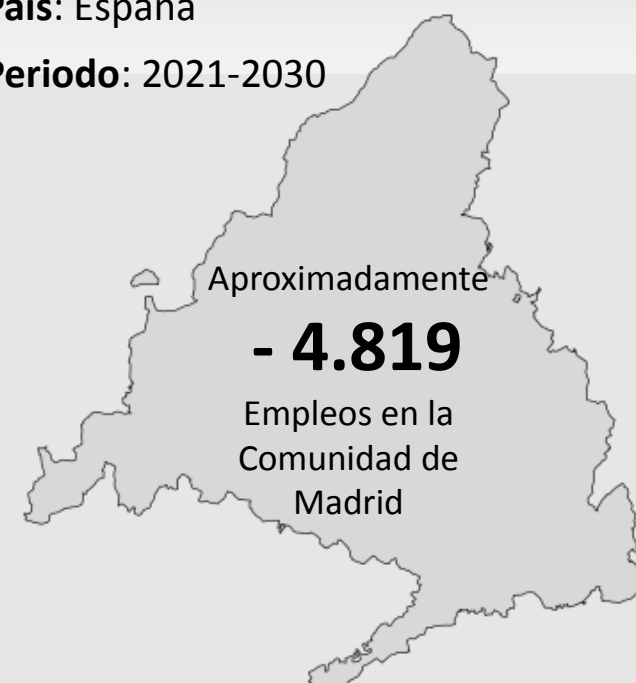 País: España
Periodo: 2021-2030
Aproximadamente
- 4.819
Empleos en la
Comunidad de
Madrid